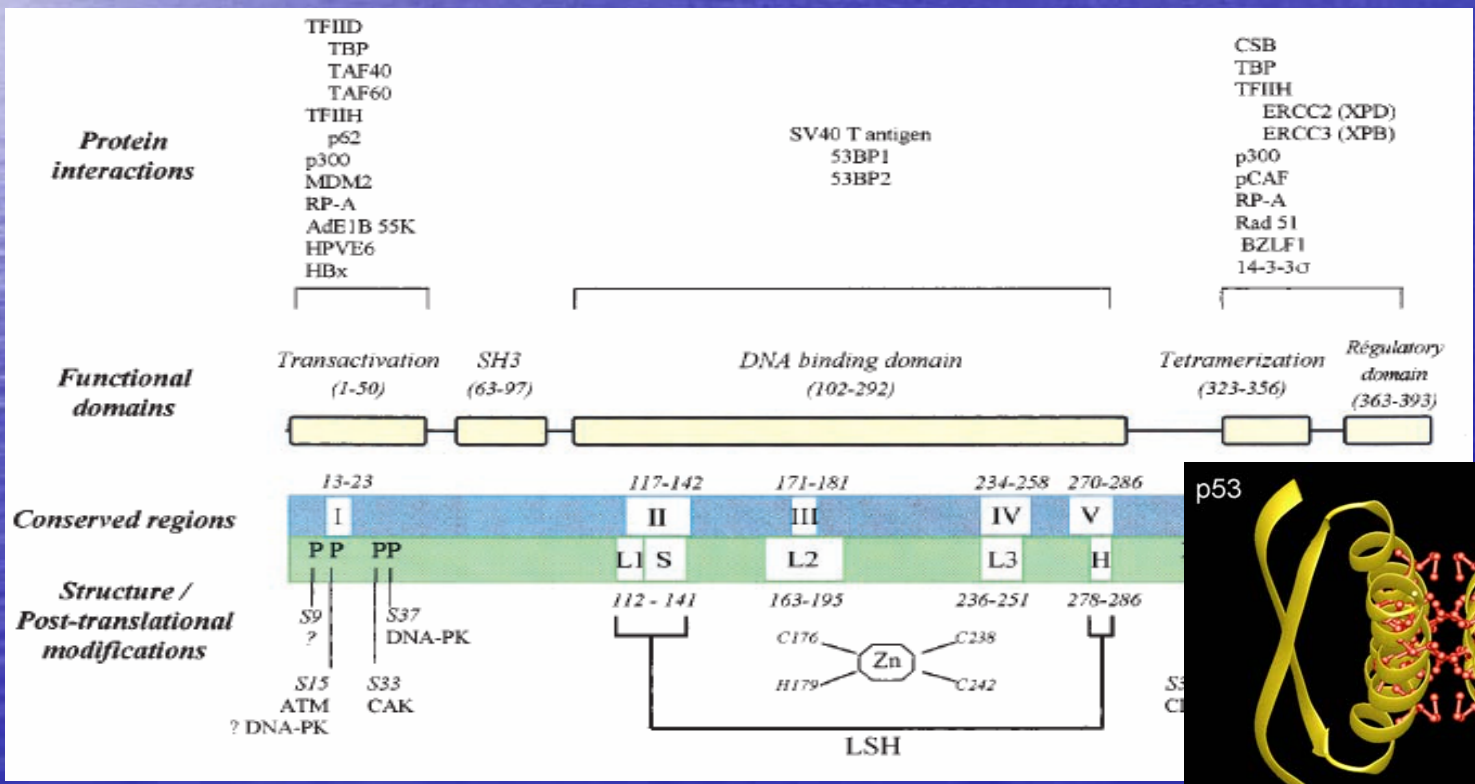 TFIID
TBP
TAF40
TAF60
TFIIH
p62
p300
MDM2
RP-A
AdE1B 55K
HPVE6
HBx
Protein
interactions
SV40 T antigen
53BP1
53BP2
CSB
TBP
TFIIH
ERCC2 (XPD)
ERCC3 (XPB)
p300
pCAF
RP-A
Rad 51
BZLF1
14-3-3σ
Functional
domains
Transactivation
(1-50)
SH3
(63-97)
DNA binding domain
(102-292)
Tetramerization
(323-356)
Régulatory
domain
(363-393)
13-23 117-142 171-181 234-258 270-286
Conserved regions
I II III IV V
P P PP L1 S L2 L3 H
Structure /
Post-translational
modifications
112 - 141 163-195 236-251 278-286
S9
?
S37
DNA-PK
S15
ATM
? DNA-PK
S33
CAK
C176 C238
Zn
H179 C242
LSH
p53